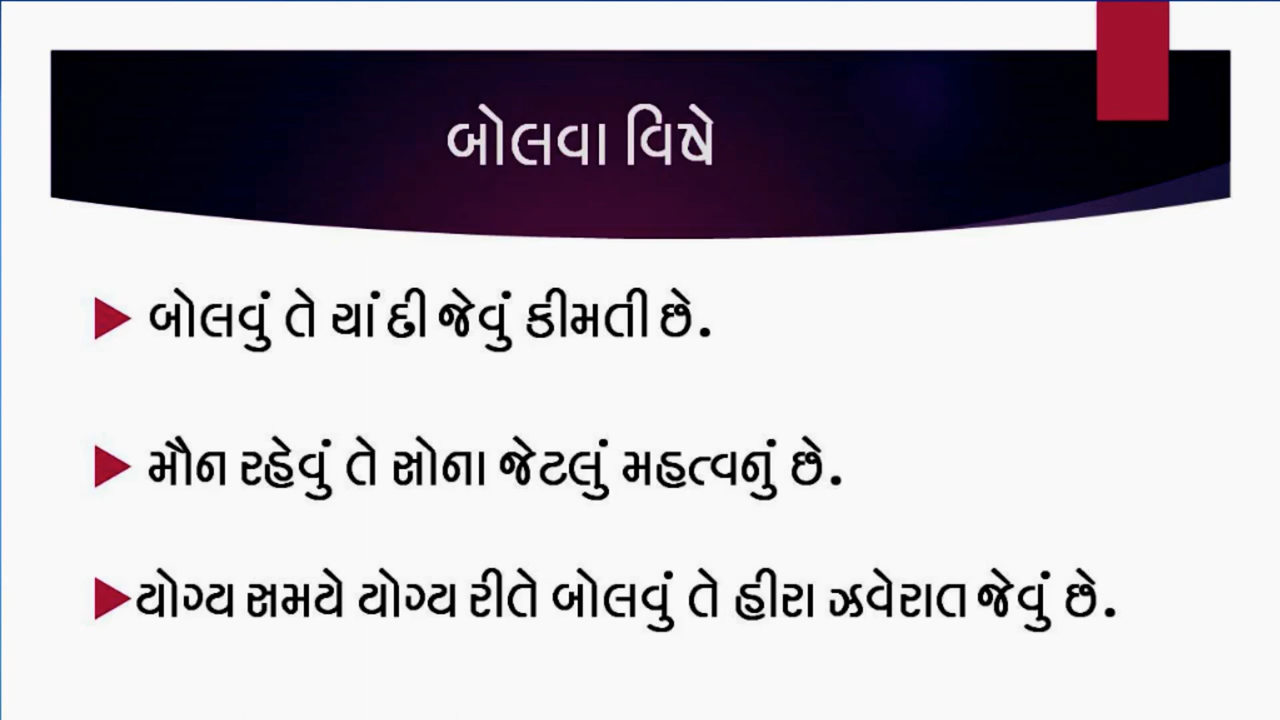 બોલવા વિષે
બોલવું તે ચાંદી જેવું કીમતી છે.
મૌન રહેવું તે સોના જેટલું મહત્વનું છે.
યોગ્ય સમયે યોગ્ય રીતે બોલવું તે હીરા ઝવેરાત જેવું છે.